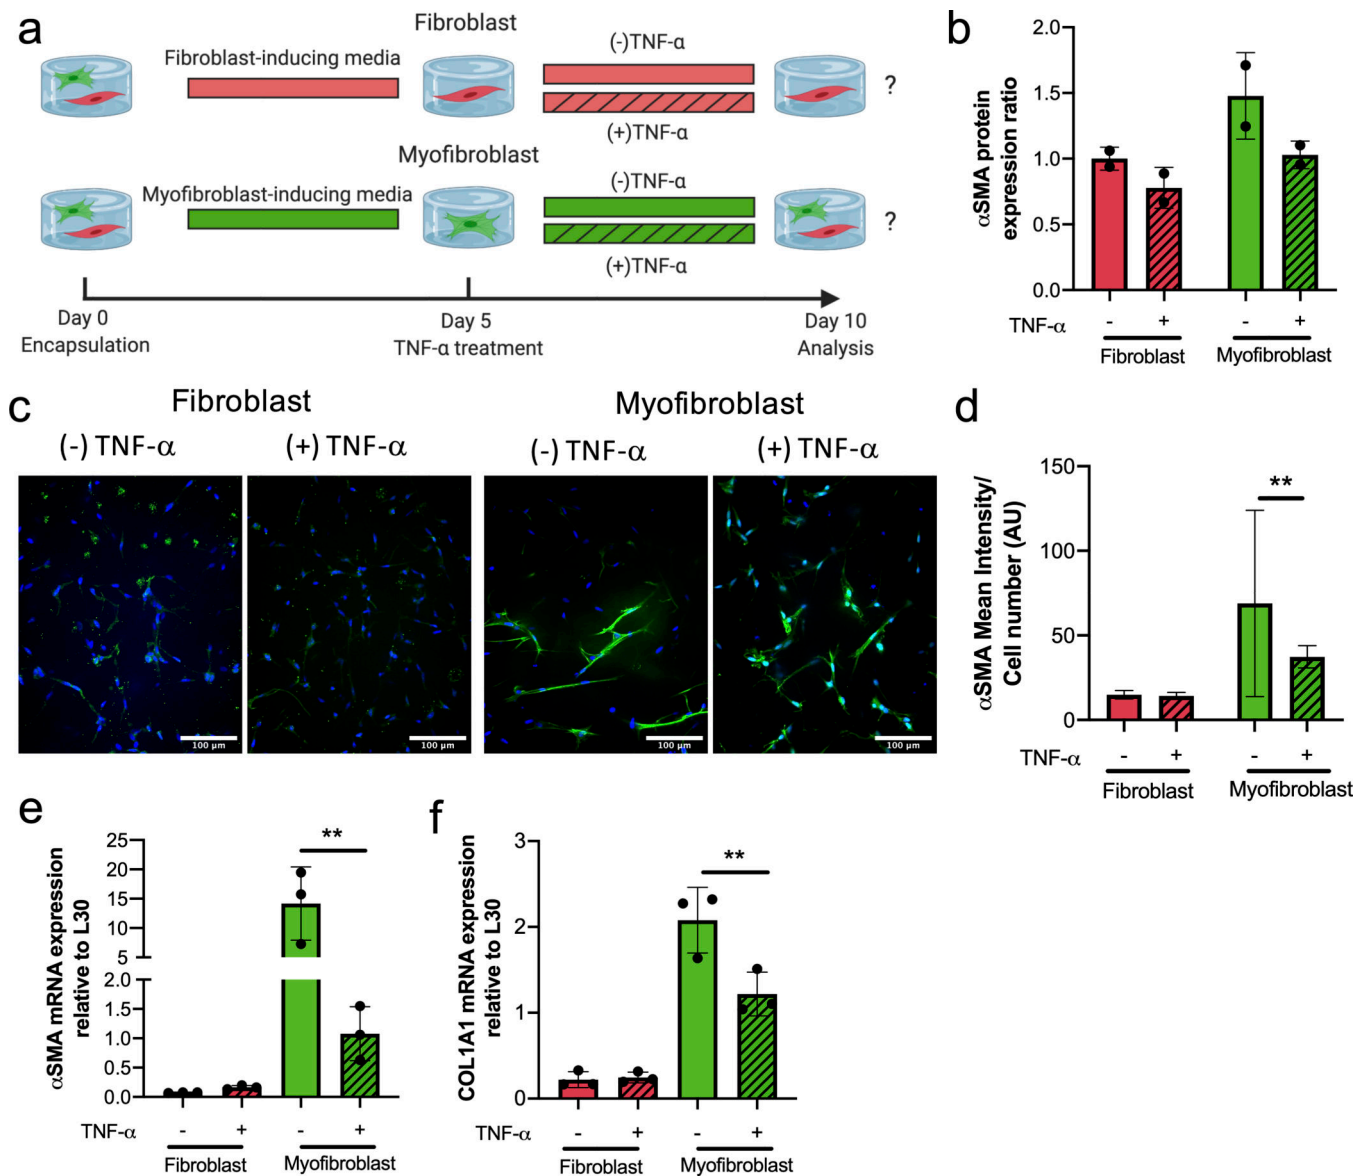 a
Fibroblast
Fibroblast-inducing media
(-)TNF-α
?
(+)TNF-α
Myofibroblast
Myofibroblast-inducing media
(-)TNF-α
?
(+)TNF-α
Day 0
Encapsulation
Day 5
TNF-α treatment
Day 10
Analysis
b
αSMA protein
expression ratio
2.0
1.5
1.0
0.5
0.0
TNF-α - + - +
Fibroblast Myofibroblast
c
Fibroblast Myofibroblast
(-) TNF-α (+) TNF-α (-) TNF-α (+) TNF-α
100 μm 100 μm 100 μm 100 μm
d
αSMA Mean Intensity/
Cell number (AU)
150
100
50
0
**
TNF-α - + - +
Fibroblast Myofibroblast
e
αSMA mRNA expression
relative to L30
25
20
15
10
5
2.0
1.5
1.0
0.5
0.0
**
TNF-α - + - +
Fibroblast Myofibroblast
f
COL1A1 mRNA expression
relative to L30
3
2
1
0
**
TNF-α - + - +
Fibroblast Myofibroblast